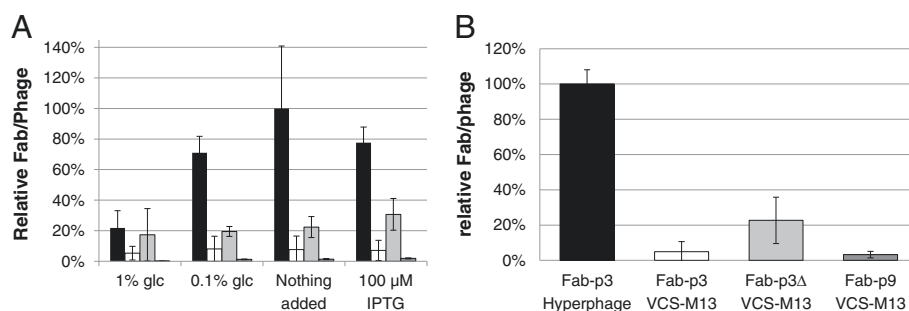 A
Relative Fab/Phage
140%
120%
100%
80%
60%
40%
20%
0%
1% glc
0.1% glc
Nothing added
100 µM IPTG
B
relative Fab/phage
120%
100%
80%
60%
40%
20%
0%
Fab-p3 Hyperphage
Fab-p3 VCS-M13
Fab-p3Δ VCS-M13
Fab-p9 VCS-M13